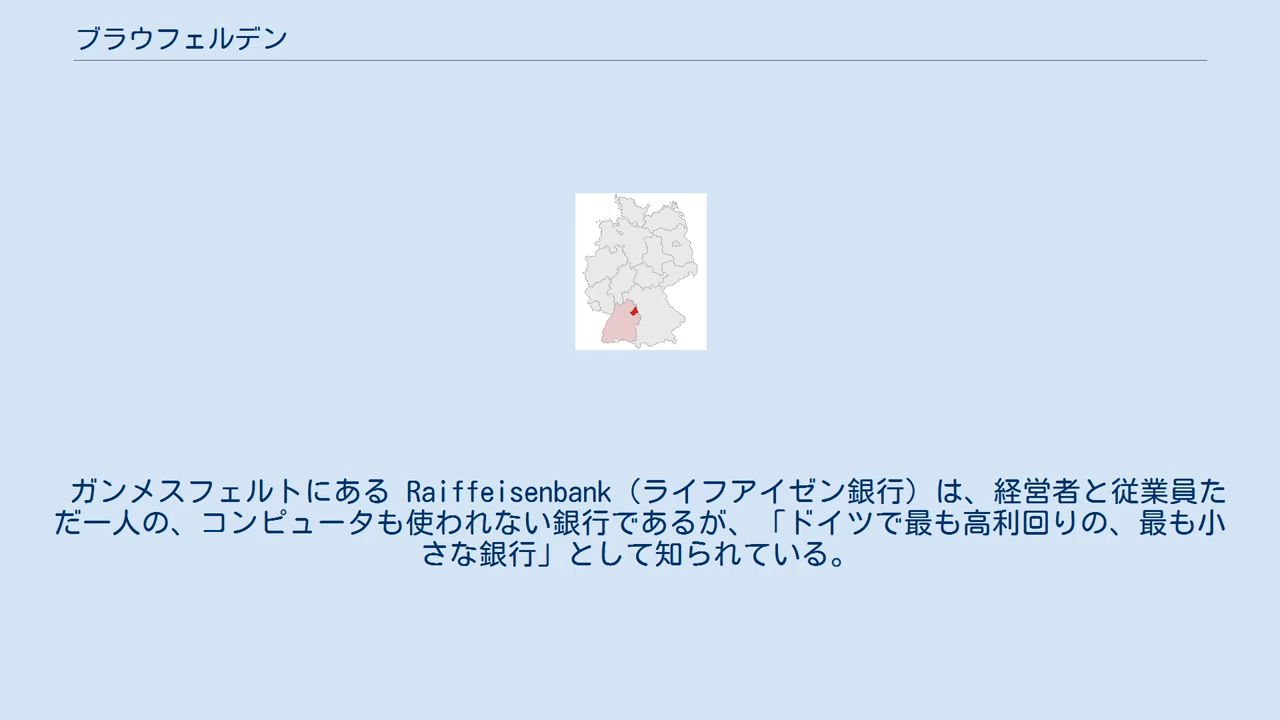 ブラウフェルデン
ガンメスフェルトにある Raiffeisenbank（ライフアイゼン銀行）は、経営者と従業員た
だ一人の、コンピュータも使われない銀行であるが、「ドイツで最も高利回りの、最も小
さな銀行」として知られている。